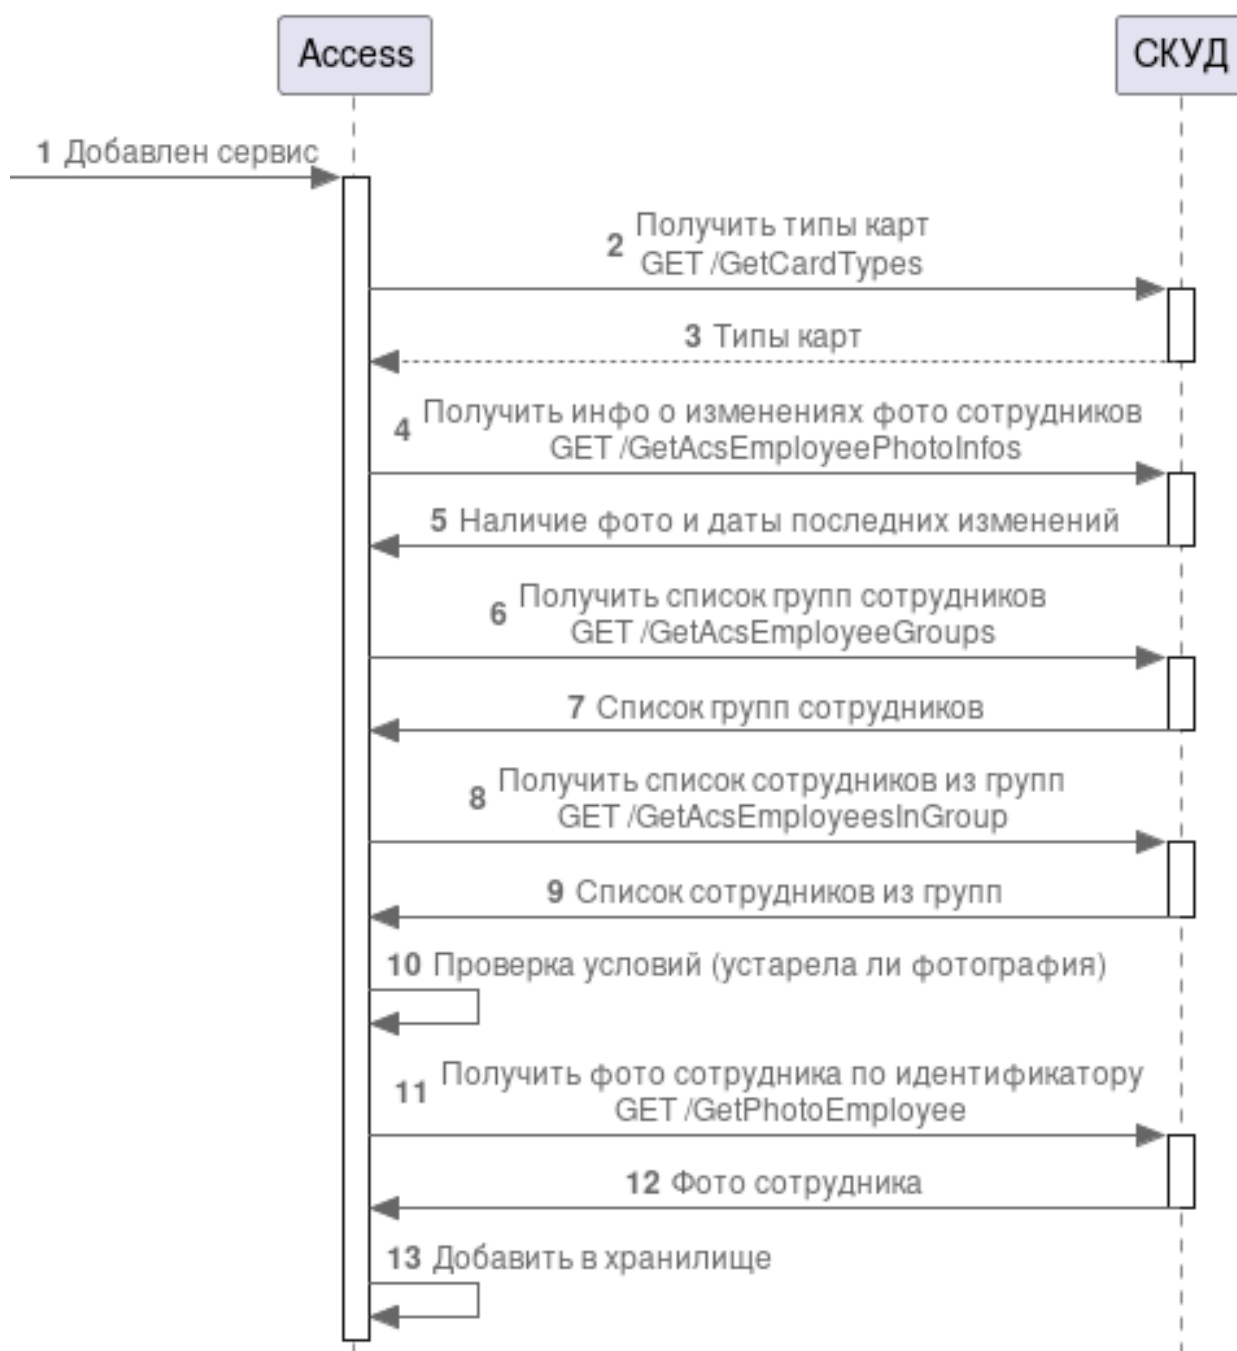 Access
СКУД
1 Добавлен сервис
2 Получить типы карт
GET /GetCardTypes
3 Типы карт
4 Получить инфо о изменениях фото сотрудников
GET /GetAcsEmployeePhotoInfos
5 Наличие фото и даты последних изменений
6 Получить список групп сотрудников
GET /GetAcsEmployeeGroups
7 Список групп сотрудников
8 Получить список сотрудников из групп
GET /GetAcsEmployeesInGroup
9 Список сотрудников из групп
10 Проверка условий (устарела ли фотография)
11 Получить фото сотрудника по идентификатору
GET /GetPhotoEmployee
12 Фото сотрудника
13 Добавить в хранилище